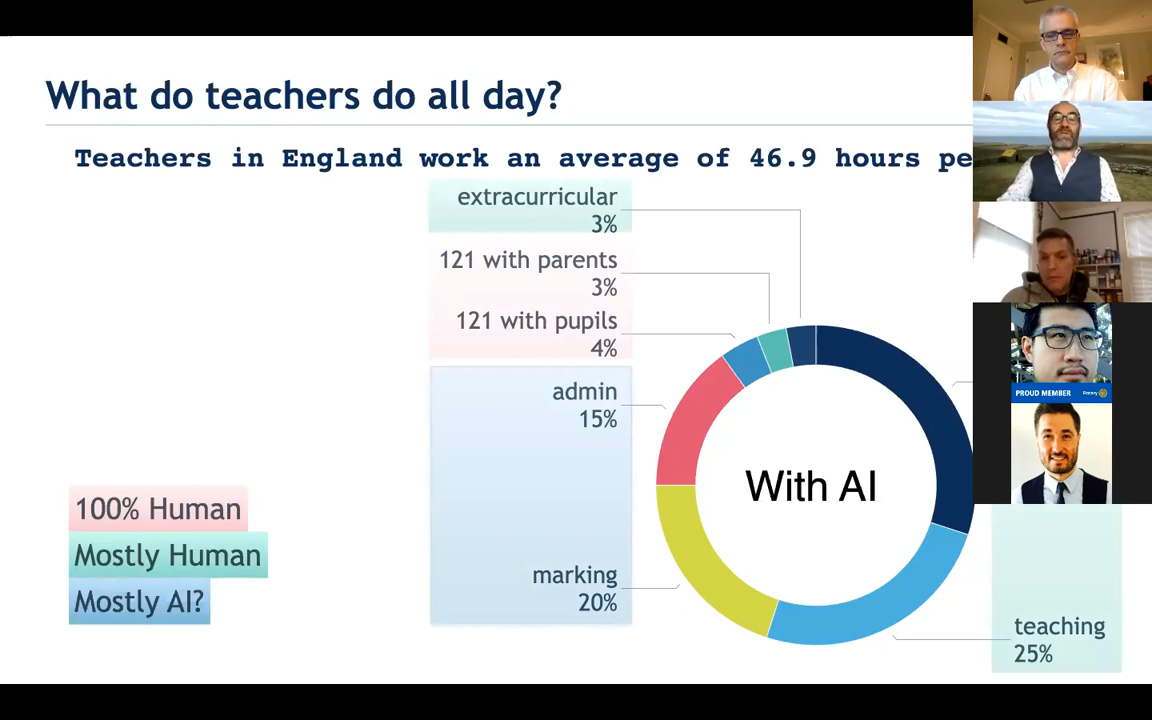 What do teachers do all day?
Teachers in England work an average of 46.9 hours pe
extracurricular
3%
121 with parents
3%
121 with pupils
4%
admin
15%
With AI
marking
20%
teaching
25%
100% Human
Mostly Human
Mostly AI?
PROUD MEMBER
Rotary